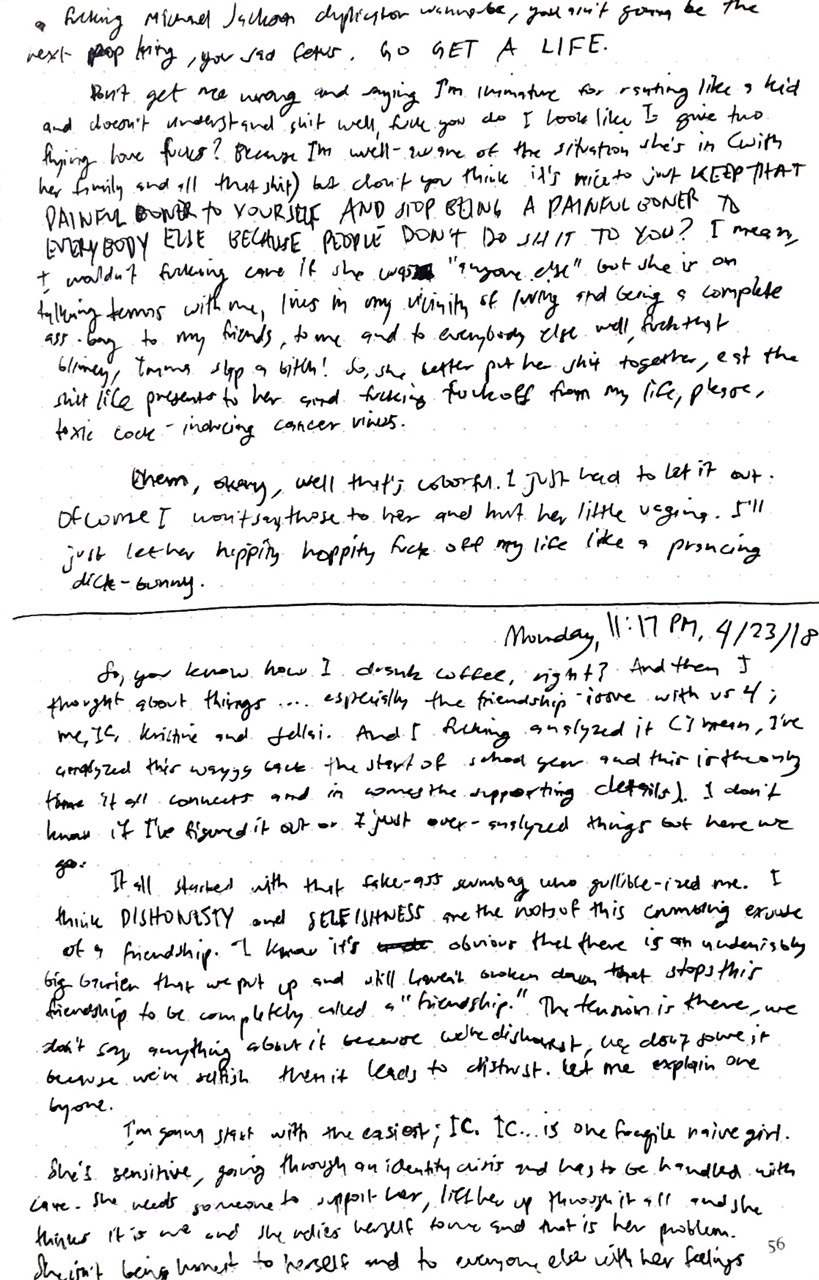 a fucking Michael Jackson duplicator wannabe, you ain't gonna be the
next pop king, you sad fetus. GO GET A LIFE.
Don't get me wrong and saying I'm immature for ranting like a kid
and doesn't understand shit well, fuck you do I look like I give two
flying love fucks? Because I'm well-aware of the situation she's in (with
her family and all that shit) but don't you think it's nice to just KEEP THAT
PAINFUL BONER to YOURSELF AND STOP BEING A PAINFUL BONER TO
EVERYBODY ELSE BECAUSE PEOPLE DON'T DO SHIT TO YOU? I mean,
I wouldn't fucking care if she was "anyone else" but she is on
talking terms with me, lives in my vicinity of living and being a complete
ass-bag to my friends, to me and to everybody else well, fuck that
blimey, Imma slap a bitch! So, she better put her shit together, eat the
shit life presents to her and fucking fuck off from my life, please,
toxic cock-inducing cancer virus.
Ehem, okay, well that's colorful. I just had to let it out.
Of course I won't say those to her and hurt her little vagina. I'll
just let her hippity hoppity fuck off my life like a prancing
dick-bunny.
Monday, 11:17 PM, 4/23/18
So, you know how I drank coffee, right? And then I
thought about things .... especially the friendship issue with us 4;
me, IC, Kristine and Jellai. And I fucking analyzed it (I mean, I've
analyzed this wayyy back the start of school year and this is the only
time it all connects and in comes the supporting details). I don't
know if I've figured it out or I just over-analyzed things but here we
go:
It all started with that fake-ass scumbag who gullible-ized me. I
think DISHONESTY and SELFISHNESS are the roots of this crumbling excuse
of a friendship. I know it's obvious that there is an undeniably
big barrier that we put up and still haven't broken down that stops this
friendship to be completely called a "friendship." The tension is there, we
don't say anything about it because we're dishonest, we don't solve it
because we're selfish then it leads to distrust. Let me explain one
by one.
I'm gonna start with the easiest; IC. IC... is one fragile naive girl.
She's sensitive, going through an identity crisis and has to be handled with
care. She needs someone to support her, lift her up through it all and she
thinks it is me and she relies herself to me and that is her problem.
She isn't being honest to herself and to everyone else with her feelings
56